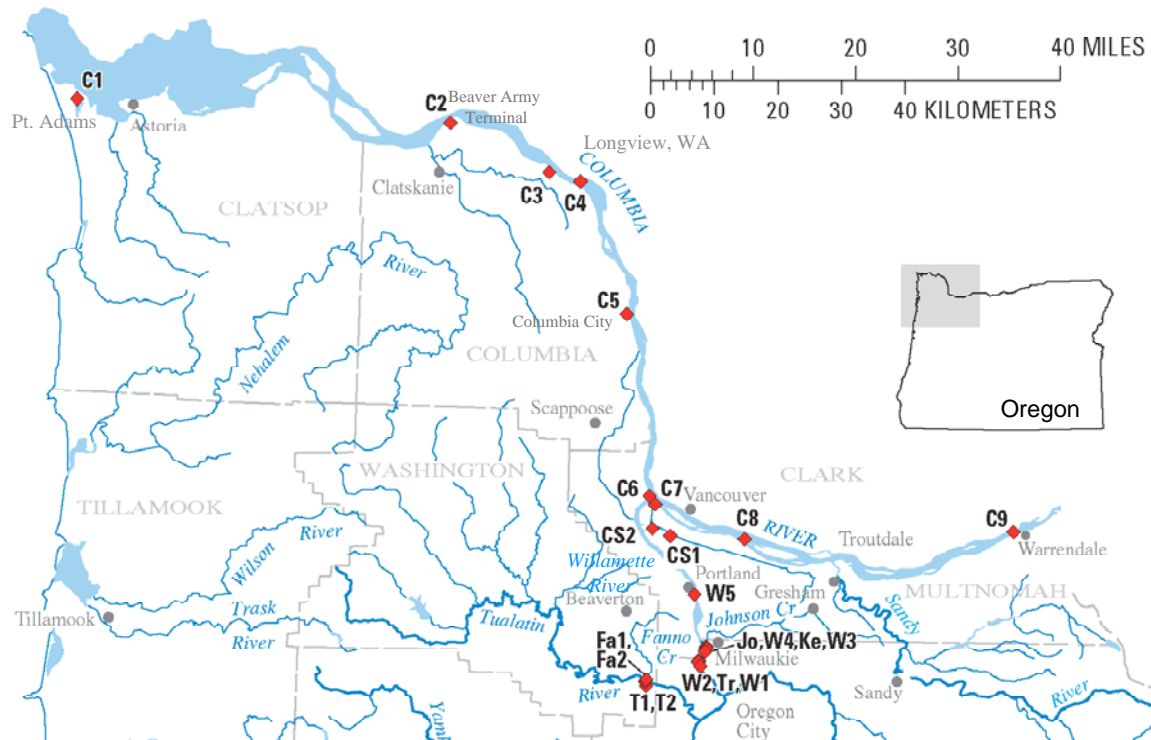 0 10 20 30 40 MILES
0 10 20 30 40 KILOMETERS
C1
Pt. Adams
Astoria
C2
Beaver Army
Terminal
Longview, WA
COLUMBIA
Clatskanie
C3
C4
CLATSOP
River
Nehalem
C5
Columbia City
COLUMBIA
Oregon
Scappoose
WASHINGTON
CLARK
TILLAMOOK
C6
C7
Vancouver
C8
RIVER
C9
Troutdale
Warrendale
CS2
CS1
River
Wilson
Willamette
River
Portland
W5
Beaverton
Gresham
MULTNOMAH
Sandy
Tillamook
Trask
River
Tualatin
Johnson Cr
Fa1,
Fa2
Fanno
Cr
Jo,W4,Ke,W3
Milwaukie
W2,Tr,W1
River
T1,T2
Oregon
City
Sandy
River